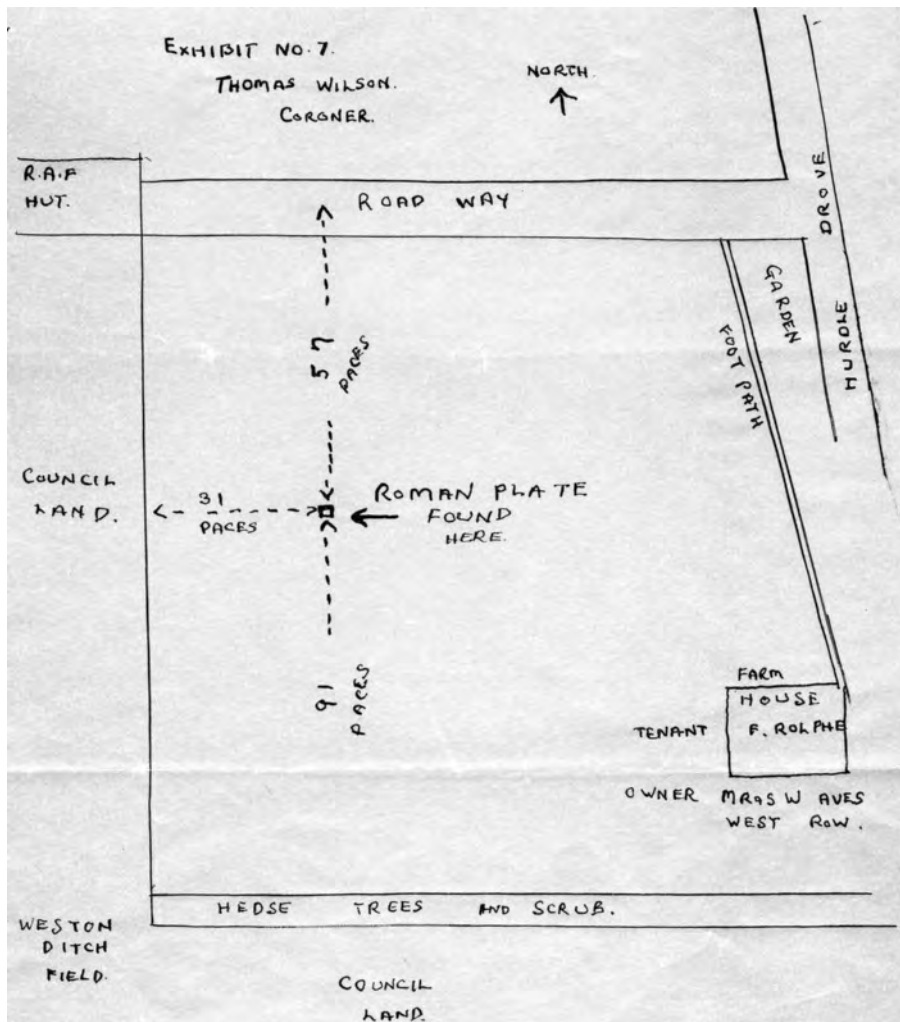 EXHIBIT NO. 7.
THOMAS WILSON.
CORONER.
NORTH.
R.A.F
HUT.
ROAD WAY
HURDLE DROVE
GARDEN
FOOT PATH
57
PACES
COUNCIL
LAND.
31
PACES
ROMAN PLATE
FOUND
HERE.
91
PACES
FARM
HOUSE
TENANT F. ROLPHE
OWNER MR A S W AVES
WEST ROW.
HEDSE TREES AND SCRUB.
WESTON
DITCH
FIELD.
COUNCIL
LAND.